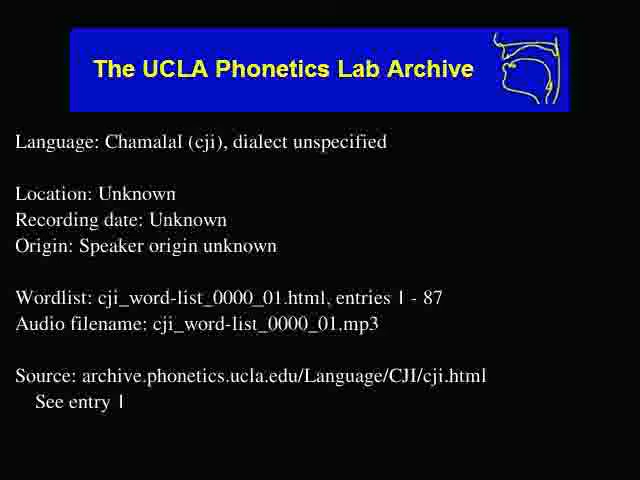 The UCLA Phonetics Lab Archive
Language: ChamalaI (cji), dialect unspecified
Location: Unknown
Recording date: Unknown
Origin: Speaker origin unknown
Wordlist: cji_word-list_0000_01.html, entries 1 - 87
Audio filename: cji_word-list_0000_01.mp3
Source: archive.phonetics.ucla.edu/Language/CJI/cji.html
See entry 1